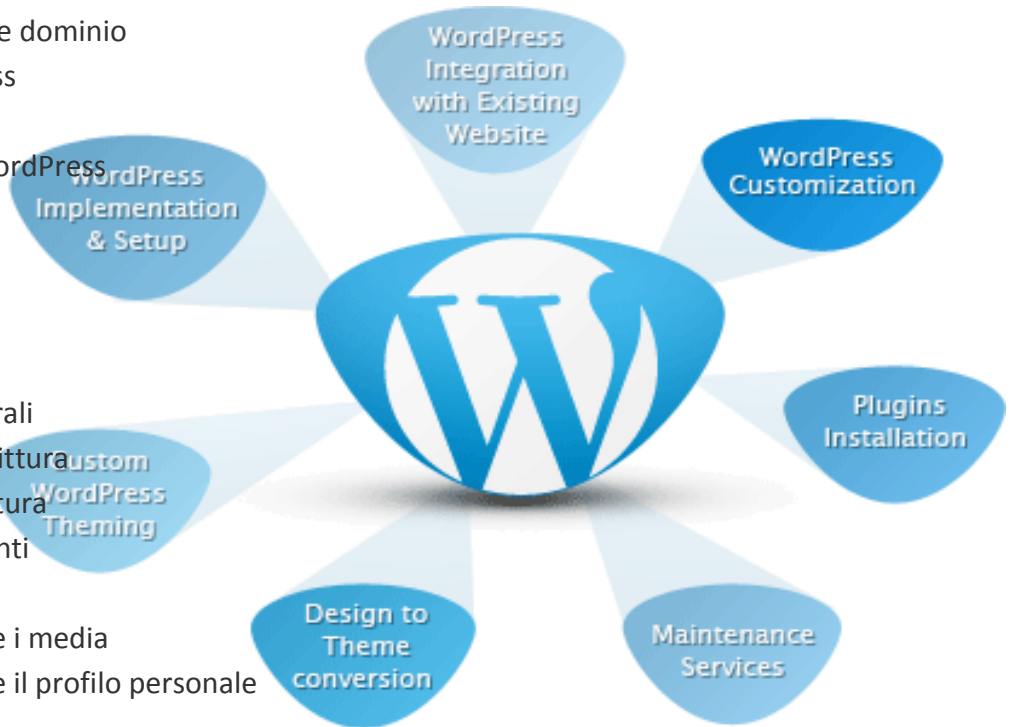 e dominio
ss
ordPress
rali
ittura
tura
nti
e i media
e il profilo personale
WordPress
Integration
with Existing
Website
WordPress
Customization
WordPress
Implementation
& Setup
Plugins
Installation
Custom
WordPress
Theming
Design to
Theme
conversion
Maintenance
Services